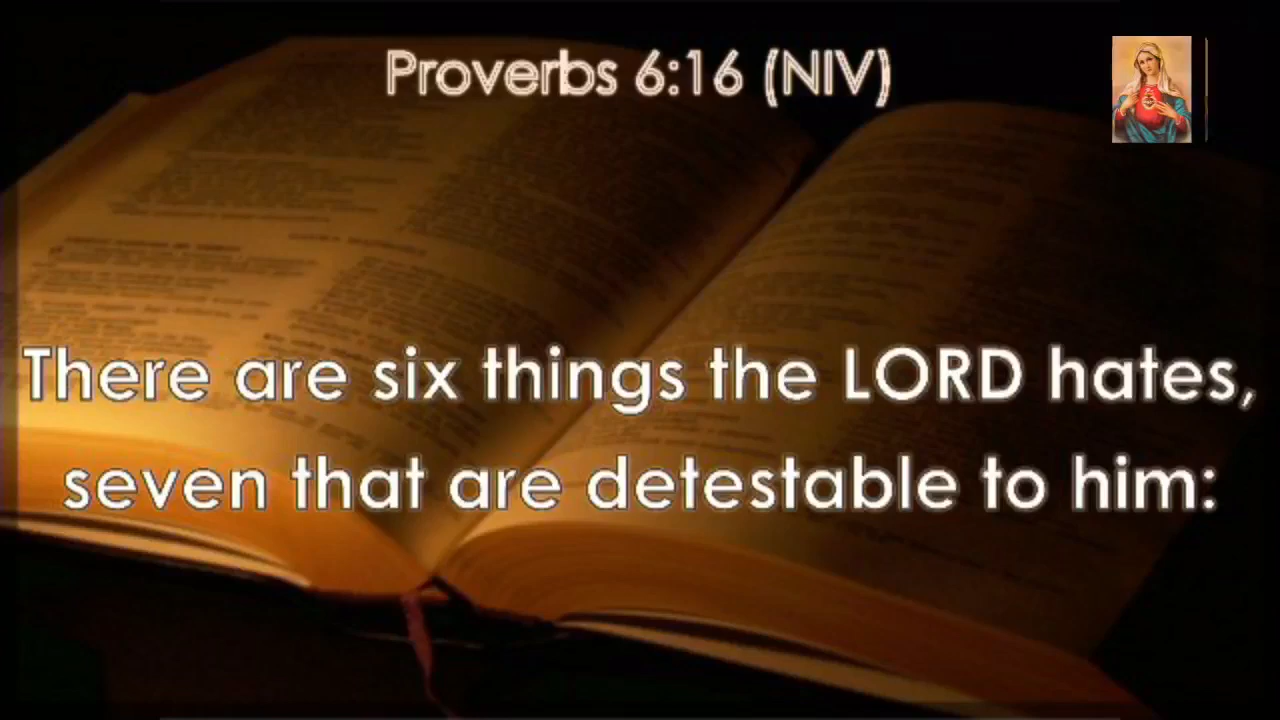 Proverbs 6:16 (NIV)
There are six things the LORD hates,
seven that are detestable to him: